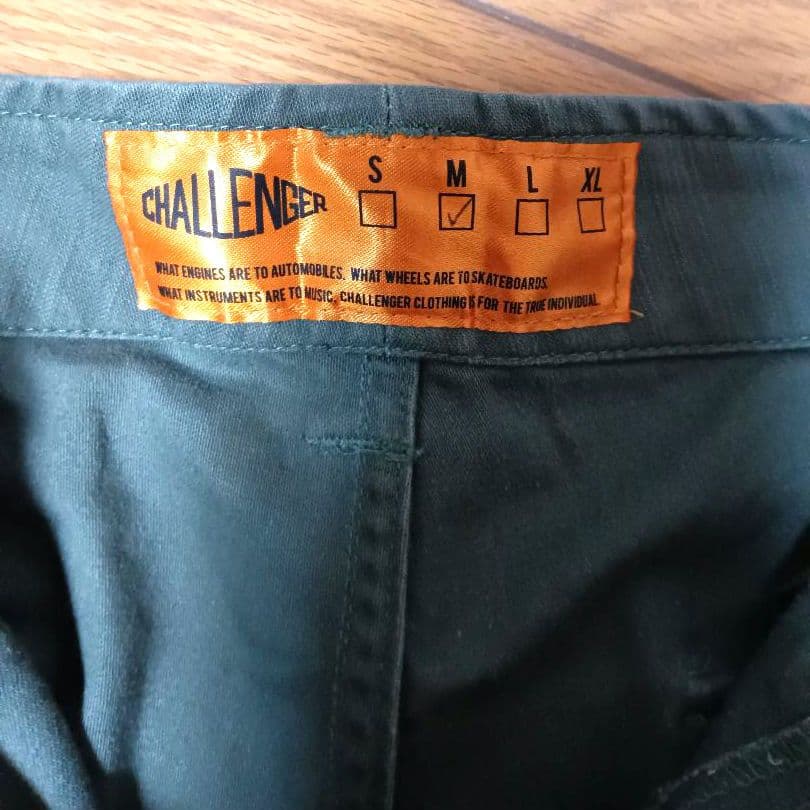 CHALLENGER
S M L XL
WHAT ENGINES ARE TO AUTOMOBILES. WHAT WHEELS ARE TO SKATEBOARDS.
WHAT INSTRUMENTS ARE TO MUSIC, CHALLENGER CLOTHING IS FOR THE TRUE INDIVIDUAL.